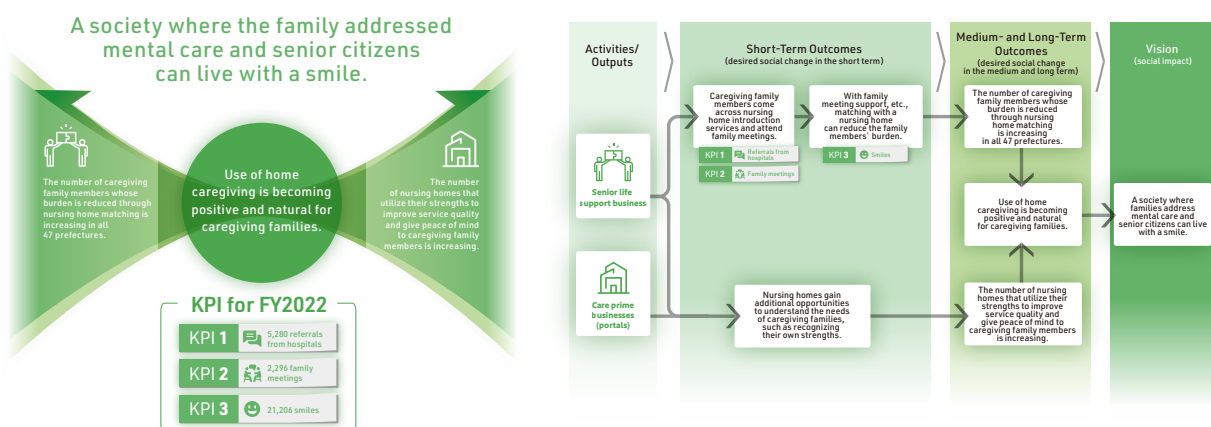 A society where the family addressed
mental care and senior citizens
can live with a smile.
The number of caregiving
family members whose
burden is reduced through
nursing home matching is
increasing in all
47 prefectures.
Use of home
caregiving is becoming
positive and natural for
caregiving families.
The number
of nursing homes that
utilize their strengths to
improve service quality
and give peace of mind
to caregiving family
members is increasing.
KPI for FY2022
KPI 1
5,280 referrals
from hospitals
KPI 2
2,296 family
meetings
KPI 3
21,206 smiles
Activities/
Outputs
Short-Term Outcomes
(desired social change in the short term)
Medium- and Long-Term
Outcomes
(desired social change
in the medium and long term)
Vision
(social impact)
Senior life
support business
Care prime
businesses
(portals)
Caregiving family
members come
across nursing
home introduction
services and attend
family meetings.
KPI 1
Referrals from
hospitals
KPI 2
Family meetings
With family
meeting support, etc.,
matching with a
nursing home
can reduce the family
members' burden.
KPI 3
Smiles
Nursing homes gain
additional opportunities
to understand the needs
of caregiving families,
such as recognizing
their own strengths.
The number of caregiving
family members whose
burden is reduced
through nursing
home matching
is increasing
in all 47 prefectures.
Use of home
caregiving is becoming
positive and natural
for caregiving families.
The number of nursing
homes that utilize their
strengths to improve
service quality and
give peace of mind to
caregiving family members
is increasing.
A society where
families address
mental care and
senior citizens can live
with a smile.